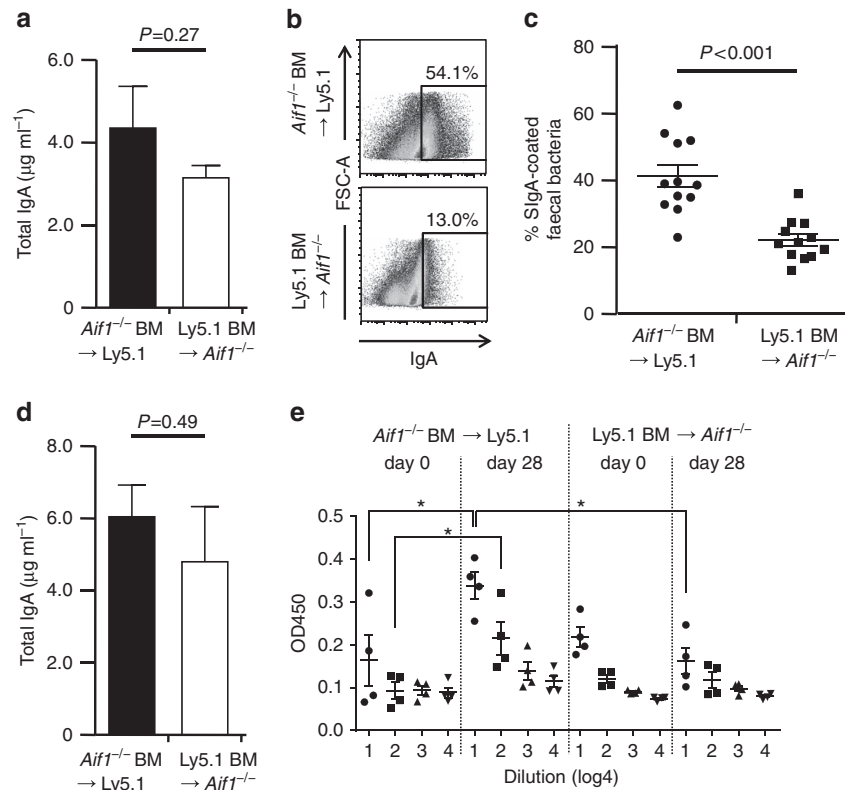 a
P=0.27
6.0
4.0
2.0
0
Total IgA (μg ml⁻¹)
Aif1⁻/⁻ BM
→ Ly5.1
Ly5.1 BM
→ Aif1⁻/⁻
b
Aif1⁻/⁻ BM
→ Ly5.1
54.1%
FSC-A
Ly5.1 BM
→ Aif1⁻/⁻
13.0%
IgA
c
P<0.001
80
60
40
20
0
% SIgA-coated
faecal bacteria
Aif1⁻/⁻ BM
→ Ly5.1
Ly5.1 BM
→ Aif1⁻/⁻
d
P=0.49
8.0
6.0
4.0
2.0
0
Total IgA (μg ml⁻¹)
Aif1⁻/⁻ BM
→ Ly5.1
Ly5.1 BM
→ Aif1⁻/⁻
e
Aif1⁻/⁻ BM → Ly5.1
Ly5.1 BM → Aif1⁻/⁻
day 0 day 28 day 0 day 28
* * *
0.5
0.4
0.3
0.2
0.1
0.0
OD450
1 2 3 4 1 2 3 4 1 2 3 4 1 2 3 4
Dilution (log4)